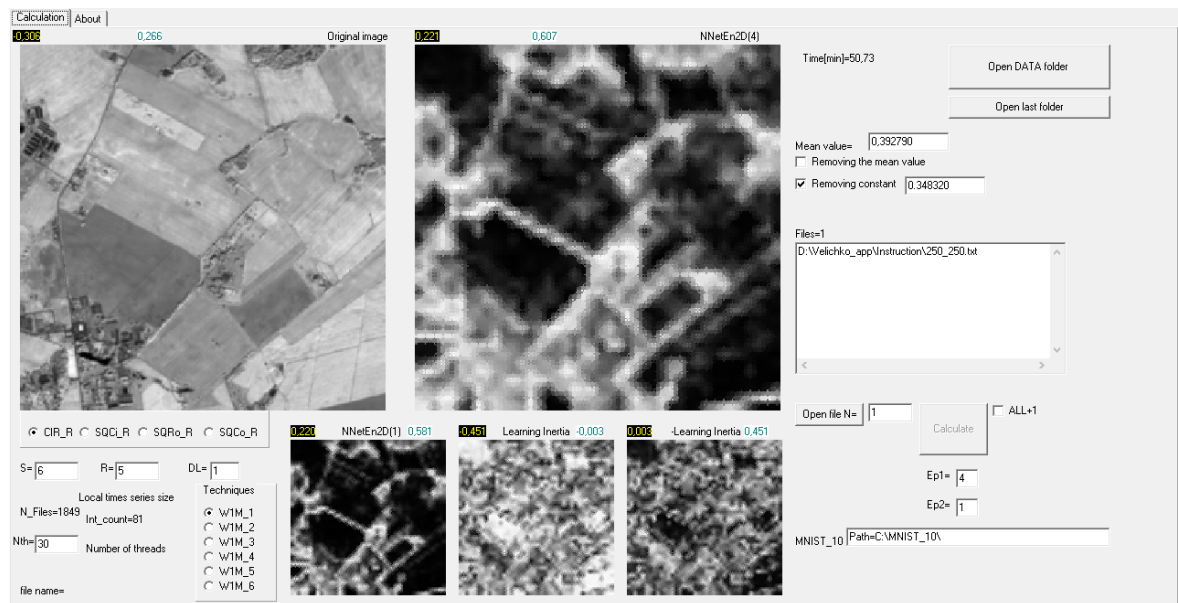 Calculation About
-0,306 0,266 Original image
0,221 0,607 NNetEn2D(4)
Time[min]=50,73
Open DATA folder
Open last folder
Mean value= 0,392790
Removing the mean value
Removing constant 0.348320
Files=1
D:\Velichko_app\Instruction\250_250.txt
Open file N= 1
ALL+1
Calculate
Ep1= 4
Ep2= 1
MNIST_10 Path=C:\MNIST_10\
CIR_R SQCi_R SQRo_R SQCo_R
0,220 NNetEn2D(1) 0,581
-0,451 Learning Inertia -0,003
0,003 -Learning Inertia 0,451
S= 6 R= 5 DL= 1
Local times series size
N_Files=1849
Int_count=81
Nth= 30 Number of threads
file name=
Techniques
W1M_1
W1M_2
W1M_3
W1M_4
W1M_5
W1M_6